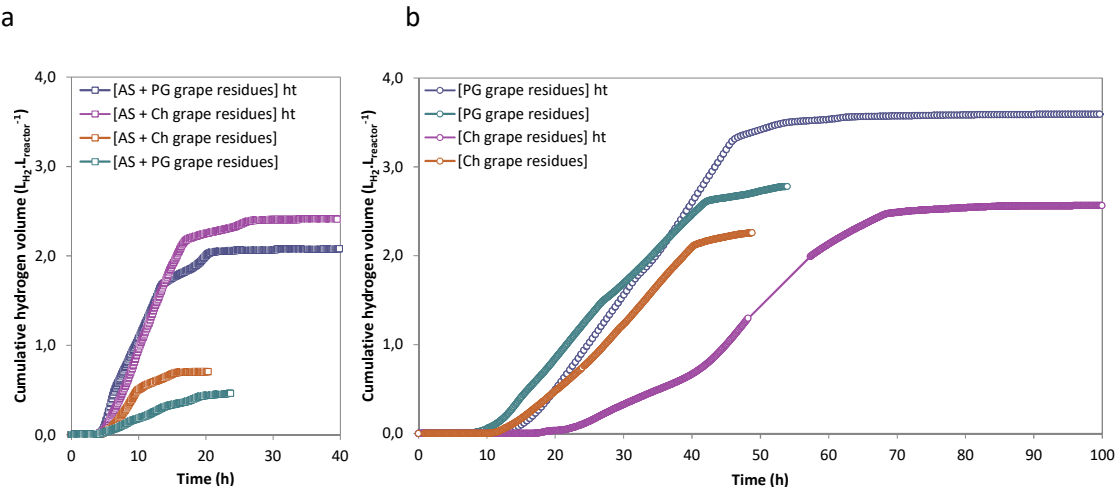 a
b
4,0
3,0
2,0
1,0
0,0
0
10
20
30
40
Cumulative hydrogen volume (L_H2.L_reactor⁻¹)
Time (h)
[AS + PG grape residues] ht
[AS + Ch grape residues] ht
[AS + Ch grape residues]
[AS + PG grape residues]
4,0
3,0
2,0
1,0
0,0
0
10
20
30
40
50
60
70
80
90
100
Cumulative hydrogen volume (L_H2.L_reactor⁻¹)
Time (h)
[PG grape residues] ht
[PG grape residues]
[Ch grape residues] ht
[Ch grape residues]